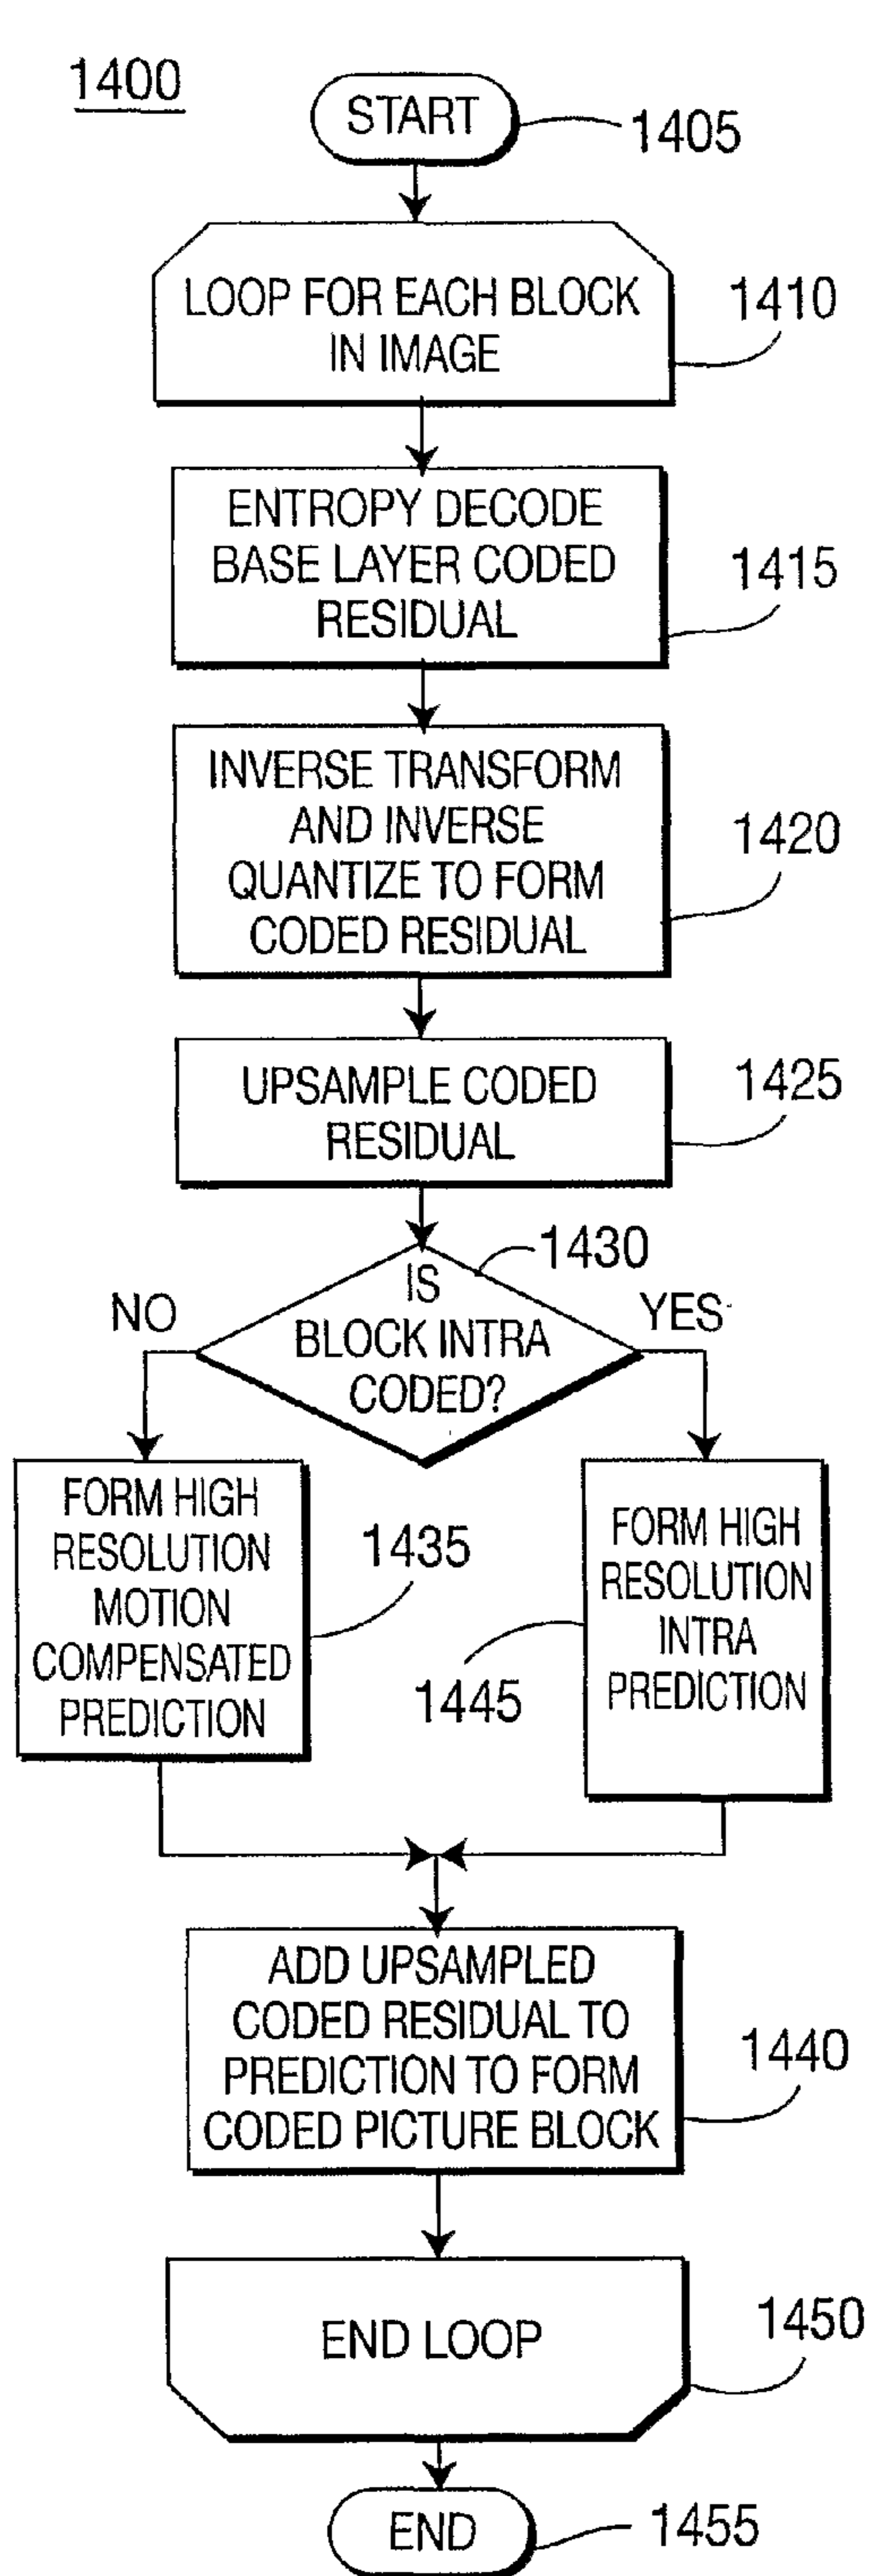 1400
START
1405
LOOP FOR EACH BLOCK
IN IMAGE
1410
ENTROPY DECODE
BASE LAYER CODED
RESIDUAL
1415
INVERSE TRANSFORM
AND INVERSE
QUANTIZE TO FORM
CODED RESIDUAL
1420
UPSAMPLE CODED
RESIDUAL
1425
1430
IS
BLOCK INTRA
CODED?
NO
YES
FORM HIGH
RESOLUTION
MOTION
COMPENSATED
PREDICTION
1435
FORM HIGH
RESOLUTION
INTRA
PREDICTION
1445
ADD UPSAMPLED
CODED RESIDUAL TO
PREDICTION TO FORM
CODED PICTURE BLOCK
1440
END LOOP
1450
END
1455